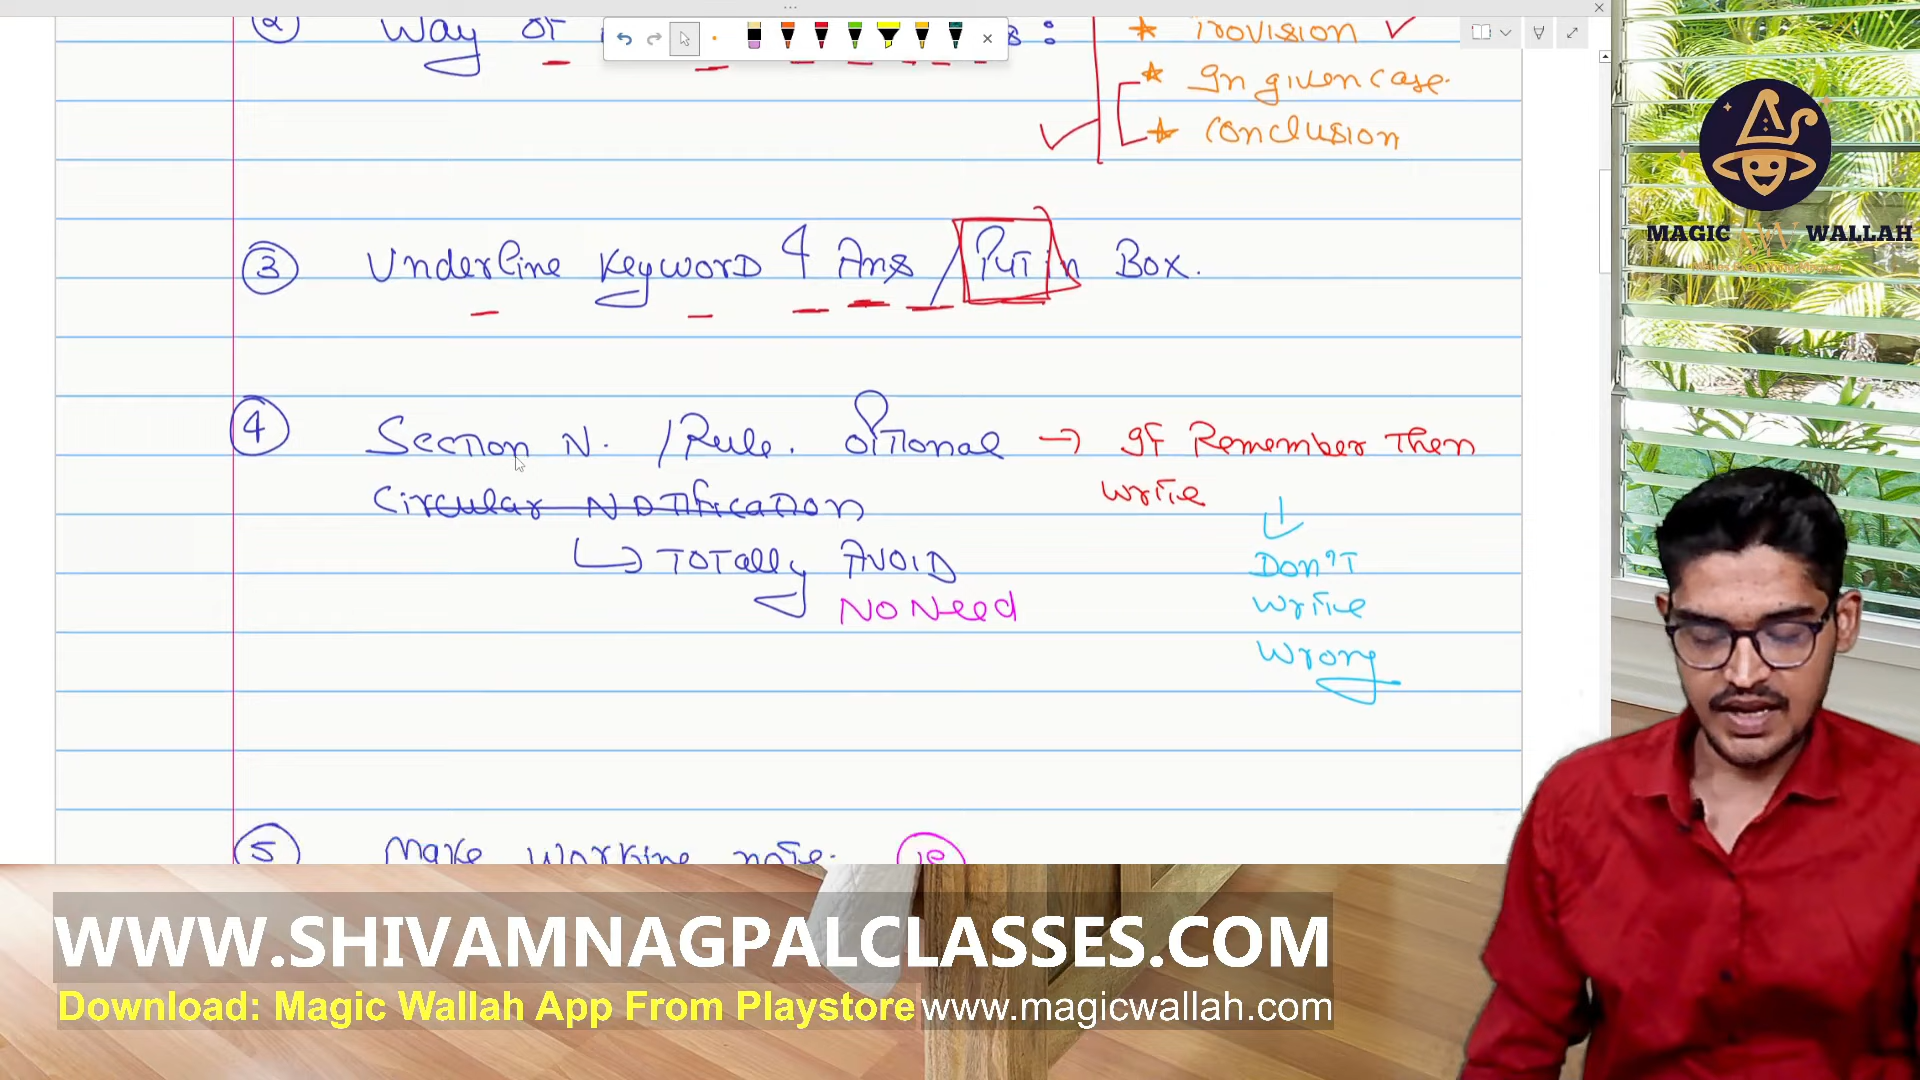 ② Way of
* Provision ✓
* In given case.
* Conclusion
③ Underline Keyword & Ans / Put in Box.
④ Section N. / Rule. OPTional → If Remember Then
write
Circular Notification
↓
↳ Totally AVOID
Don't
NO Need
write
wrong
⑤ Make working note.
MAGIC WALLAH
WWW.SHIVAMNAGPALCLASSES.COM
Download: Magic Wallah App From Playstore www.magicwallah.com